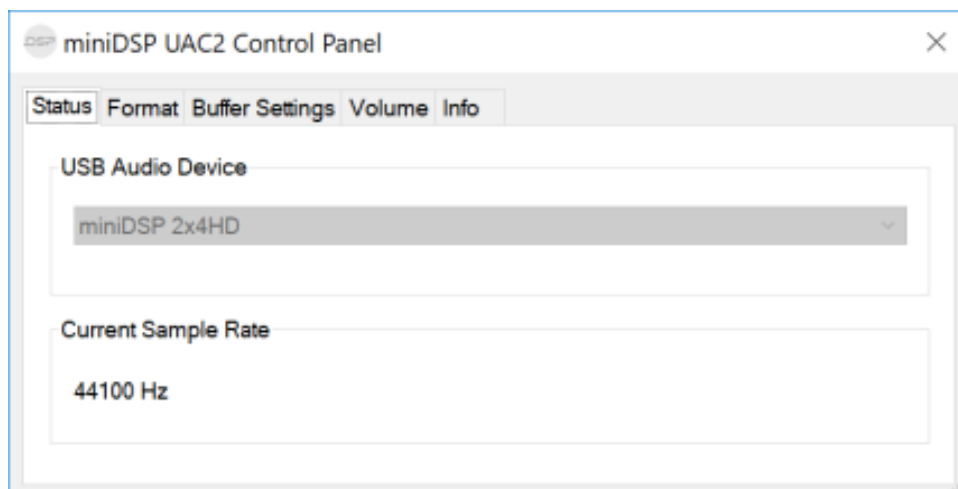 DSP miniDSP UAC2 Control Panel
Status Format Buffer Settings Volume Info
USB Audio Device
miniDSP 2x4HD
Current Sample Rate
44100 Hz